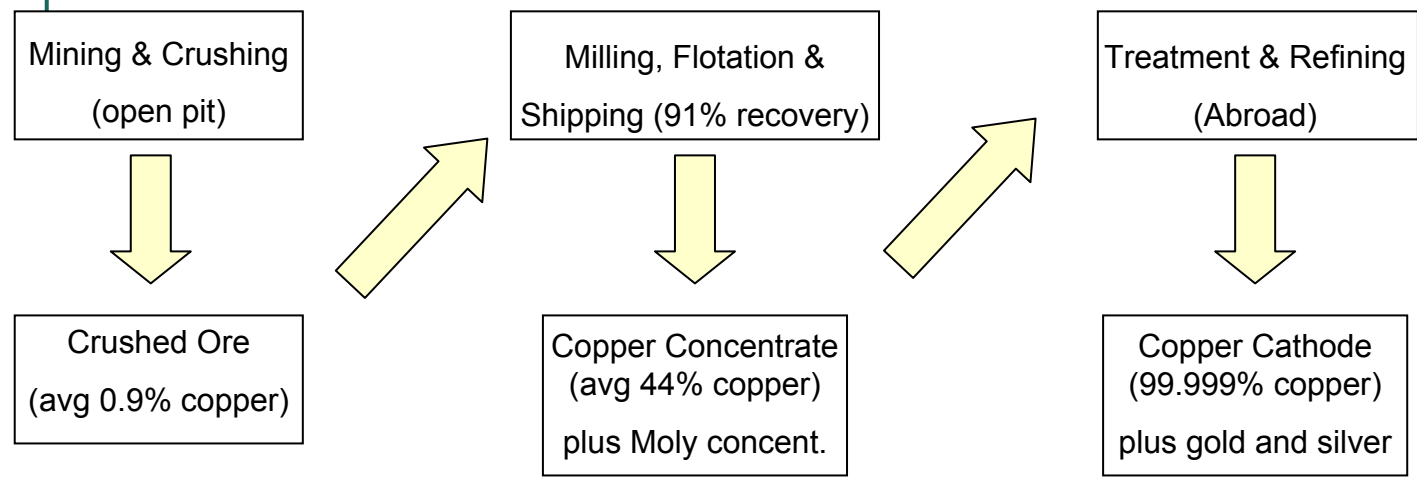 Mining & Crushing
(open pit)
Milling, Flotation &
Shipping (91% recovery)
Treatment & Refining
(Abroad)
Crushed Ore
(avg 0.9% copper)
Copper Concentrate
(avg 44% copper)
plus Moly concent.
Copper Cathode
(99.999% copper)
plus gold and silver